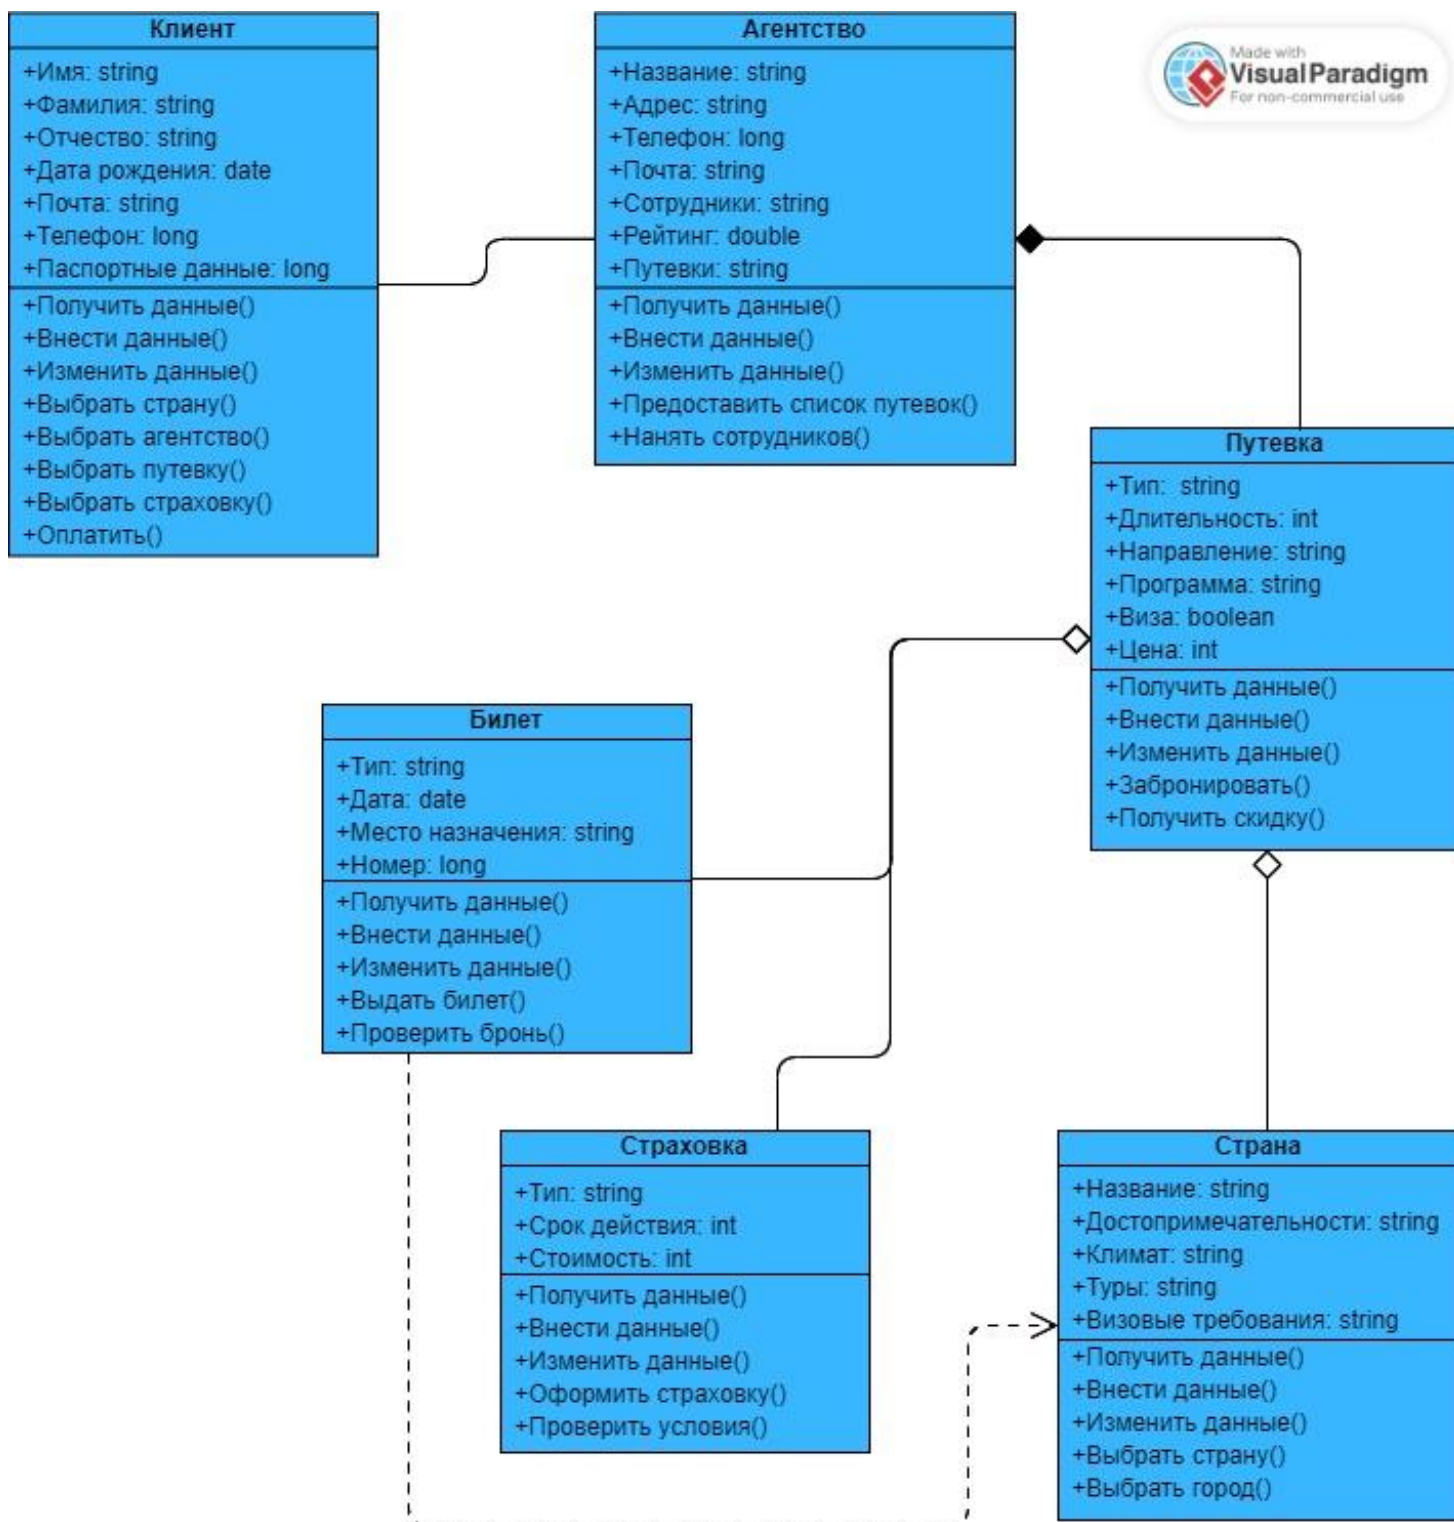 Клиент
+Имя: string
+Фамилия: string
+Отчество: string
+Дата рождения: date
+Почта: string
+Телефон: long
+Паспортные данные: long
+Получить данные()
+Внести данные()
+Изменить данные()
+Выбрать страну()
+Выбрать агентство()
+Выбрать путевку()
+Выбрать страховку()
+Оплатить()
Агентство
+Название: string
+Адрес: string
+Телефон: long
+Почта: string
+Сотрудники: string
+Рейтинг: double
+Путевки: string
+Получить данные()
+Внести данные()
+Изменить данные()
+Предоставить список путевок()
+Нанять сотрудников()
Made with
Visual Paradigm
For non-commercial use
Путевка
+Тип: string
+Длительность: int
+Направление: string
+Программа: string
+Виза: boolean
+Цена: int
+Получить данные()
+Внести данные()
+Изменить данные()
+Забронировать()
+Получить скидку()
Билет
+Тип: string
+Дата: date
+Место назначения: string
+Номер: long
+Получить данные()
+Внести данные()
+Изменить данные()
+Выдать билет()
+Проверить бронь()
Страховка
+Тип: string
+Срок действия: int
+Стоимость: int
+Получить данные()
+Внести данные()
+Изменить данные()
+Оформить страховку()
+Проверить условия()
Страна
+Название: string
+Достопримечательности: string
+Климат: string
+Туры: string
+Визовые требования: string
+Получить данные()
+Внести данные()
+Изменить данные()
+Выбрать страну()
+Выбрать город()